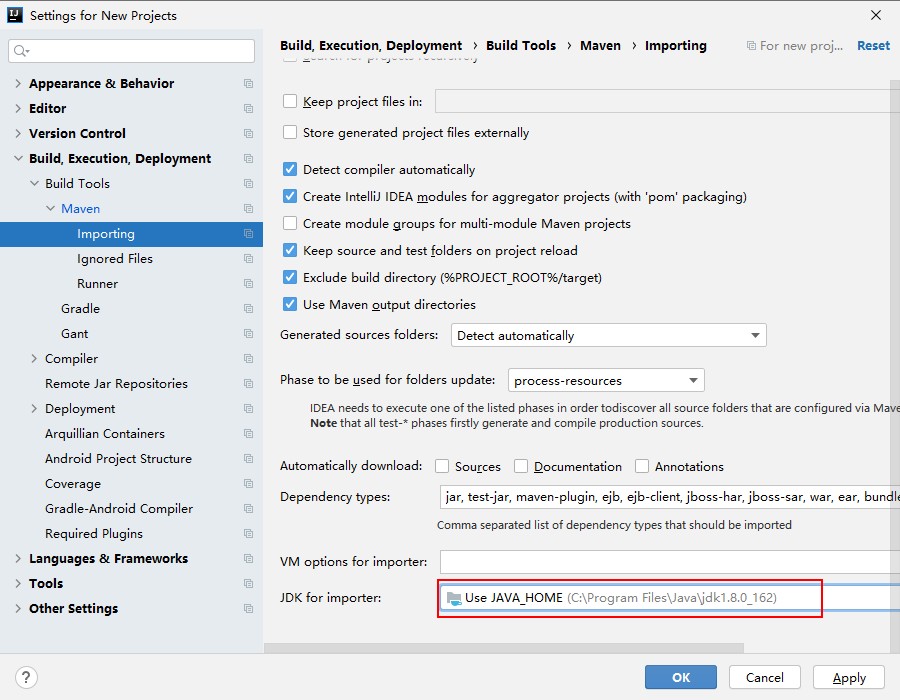 Settings for New Projects
Build, Execution, Deployment › Build Tools › Maven › Importing For new proj... Reset
Appearance & Behavior
Editor
Version Control
Build, Execution, Deployment
Build Tools
Maven
Importing
Ignored Files
Runner
Gradle
Gant
Compiler
Remote Jar Repositories
Deployment
Arquillian Containers
Android Project Structure
Coverage
Gradle-Android Compiler
Required Plugins
Languages & Frameworks
Tools
Other Settings
Search for projects recursively
Keep project files in:
Store generated project files externally
Detect compiler automatically
Create IntelliJ IDEA modules for aggregator projects (with 'pom' packaging)
Create module groups for multi-module Maven projects
Keep source and test folders on project reload
Exclude build directory (%PROJECT_ROOT%/target)
Use Maven output directories
Generated sources folders: Detect automatically
Phase to be used for folders update: process-resources
IDEA needs to execute one of the listed phases in order todiscover all source folders that are configured via Mave
Note that all test-* phases firstly generate and compile production sources.
Automatically download: Sources Documentation Annotations
Dependency types: jar, test-jar, maven-plugin, ejb, ejb-client, jboss-har, jboss-sar, war, ear, bundle
Comma separated list of dependency types that should be imported
VM options for importer:
JDK for importer: Use JAVA_HOME (C:\Program Files\Java\jdk1.8.0_162)
? OK Cancel Apply